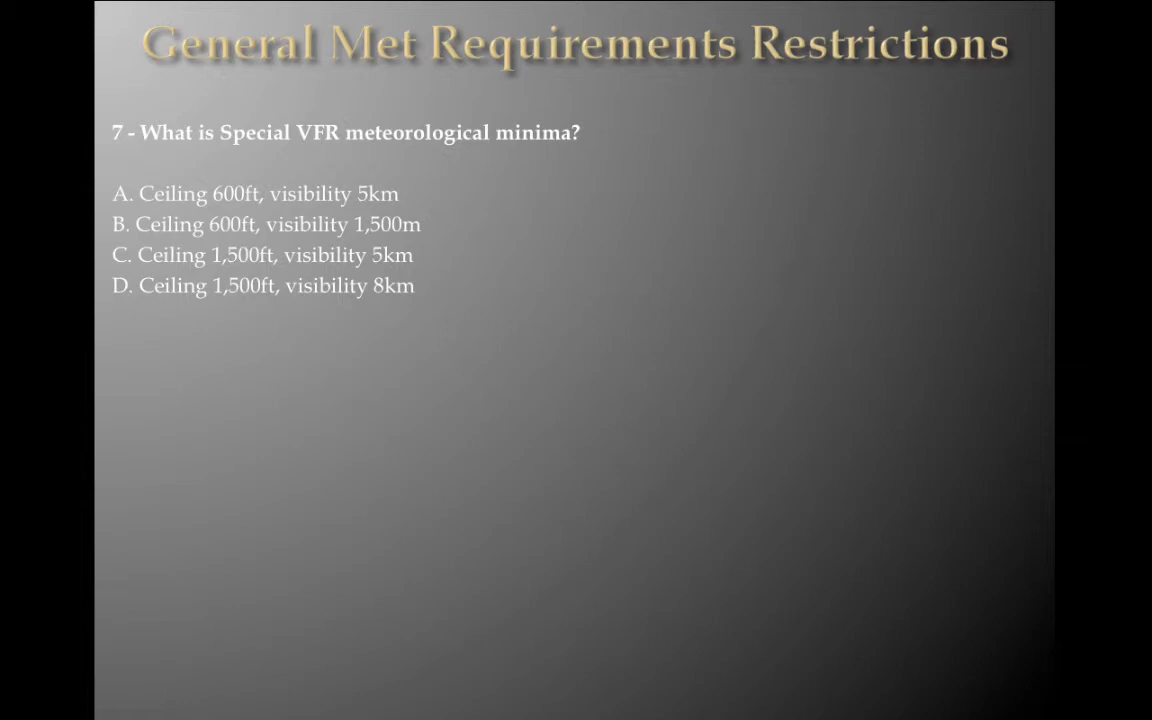 General Met Requirements Restrictions
7 - What is Special VFR meteorological minima?
A. Ceiling 600ft, visibility 5km
B. Ceiling 600ft, visibility 1,500m
C. Ceiling 1,500ft, visibility 5km
D. Ceiling 1,500ft, visibility 8km